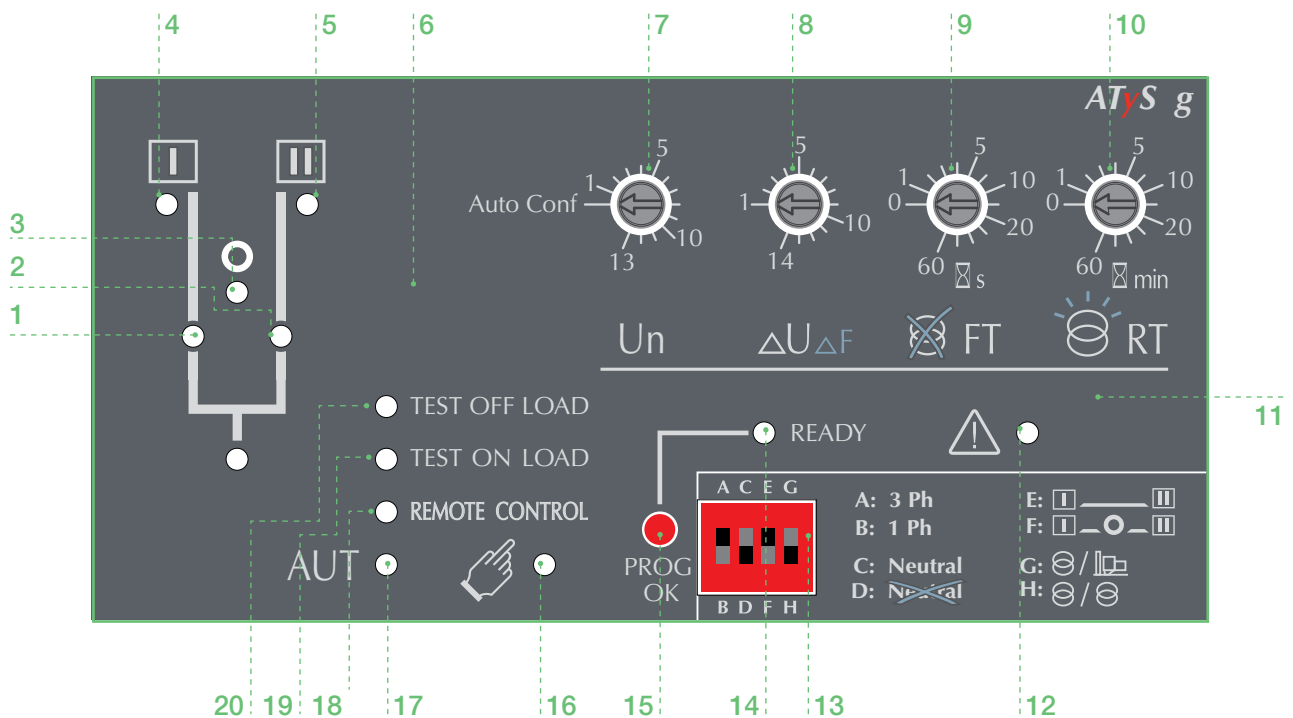 4 5 6 7 8 9 10
ATyS g
I II
5 5 5 5
Auto Conf 1 10 13
1 10 14
0 1 10 20 60 s
0 1 10 20 60 min
3
2
1
Un ΔU ΔF FT RT
11
TEST OFF LOAD
TEST ON LOAD
REMOTE CONTROL
AUT
READY
PROG
OK
A C E G
B D F H
A: 3 Ph
B: 1 Ph
C: Neutral
D: Neutral
E: I II
F: I O II
G: /
H: /
20 19 18 17 16 15 14 13 12